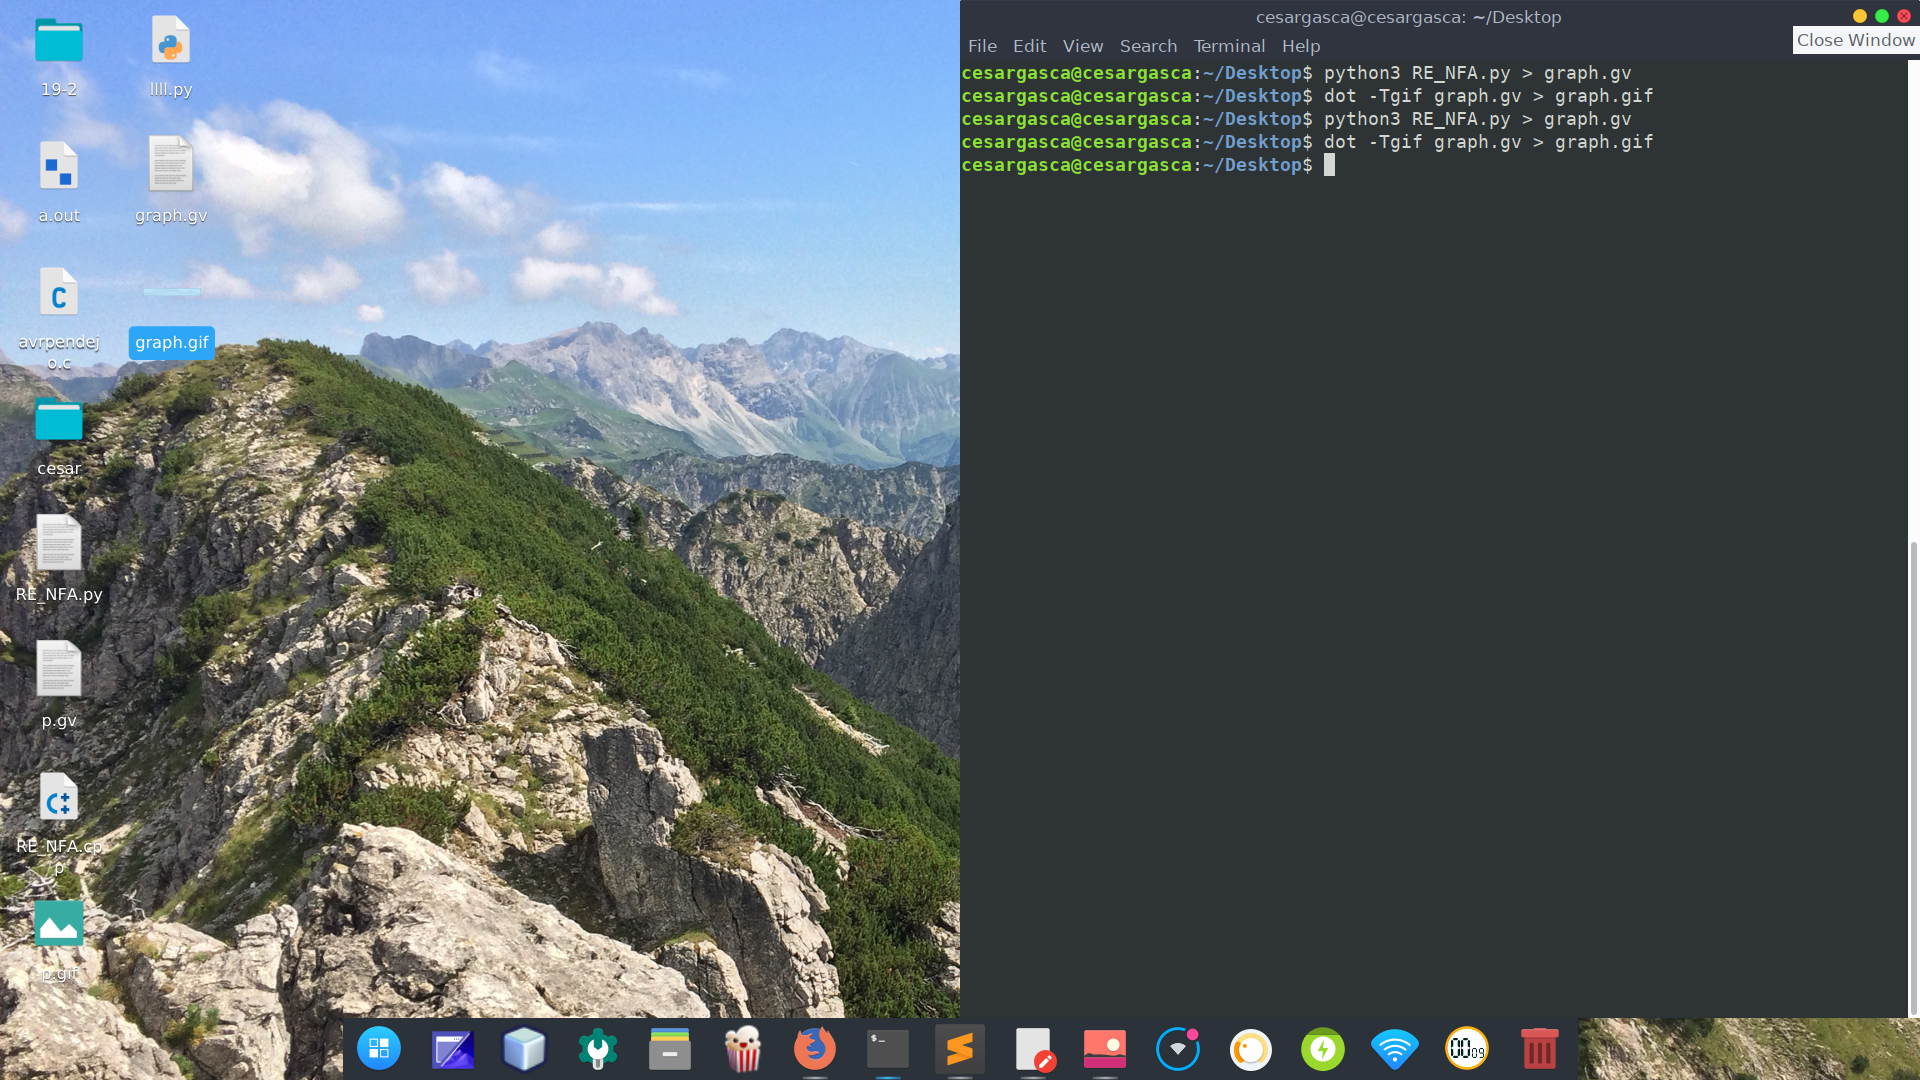 19-2
llll.py
a.out
graph.gv
avrpendej
o.c
graph.gif
cesar
RE_NFA.py
p.gv
RE_NFA.cp
p
p.gif
cesargasca@cesargasca: ~/Desktop
File Edit View Search Terminal Help
Close Window
cesargasca@cesargasca:~/Desktop$ python3 RE_NFA.py > graph.gv
cesargasca@cesargasca:~/Desktop$ dot -Tgif graph.gv > graph.gif
cesargasca@cesargasca:~/Desktop$ python3 RE_NFA.py > graph.gv
cesargasca@cesargasca:~/Desktop$ dot -Tgif graph.gv > graph.gif
cesargasca@cesargasca:~/Desktop$
00 09